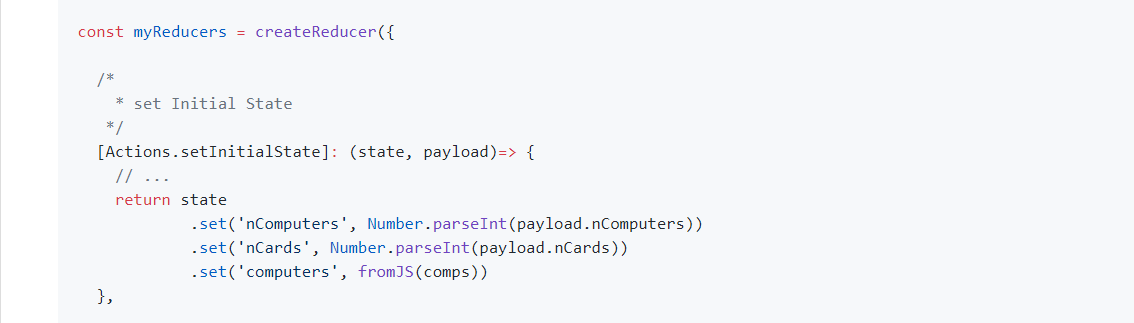 const myReducers = createReducer({
/*
* set Initial State
*/
[Actions.setInitialState]: (state, payload)=> {
// ...
return state
.set('nComputers', Number.parseInt(payload.nComputers))
.set('nCards', Number.parseInt(payload.nCards))
.set('computers', fromJS(comps))
},